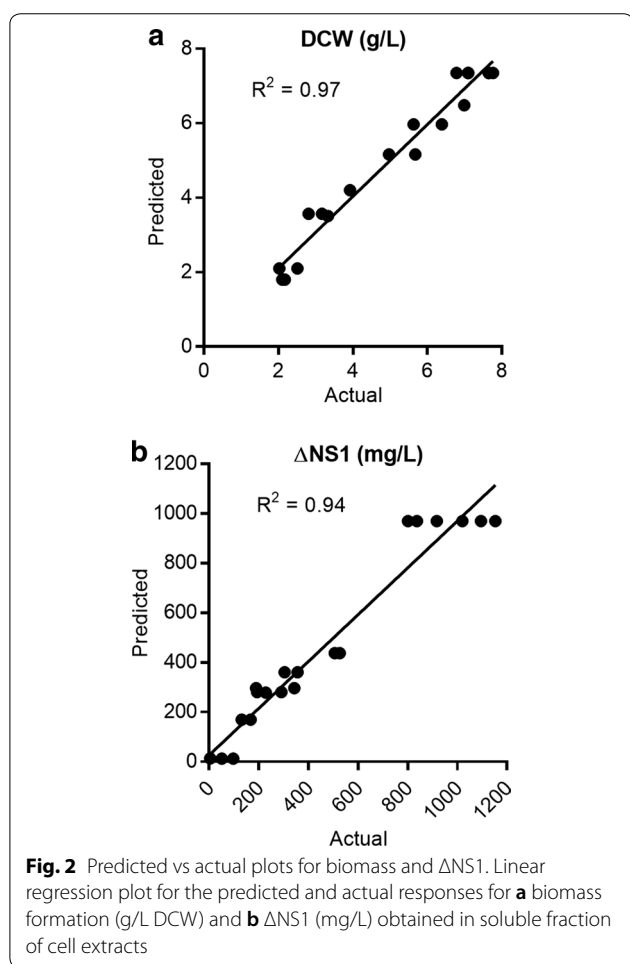 a
DCW (g/L)
8
R² = 0.97
6
Predicted
4
2
0
0 2 4 6 8
Actual
b
ΔNS1 (mg/L)
1200
R² = 0.94
1000
800
Predicted
600
400
200
0
0 200 400 600 800 1000 1200
Actual
Fig. 2 Predicted vs actual plots for biomass and ΔNS1. Linear
regression plot for the predicted and actual responses for a biomass
formation (g/L DCW) and b ΔNS1 (mg/L) obtained in soluble fraction
of cell extracts